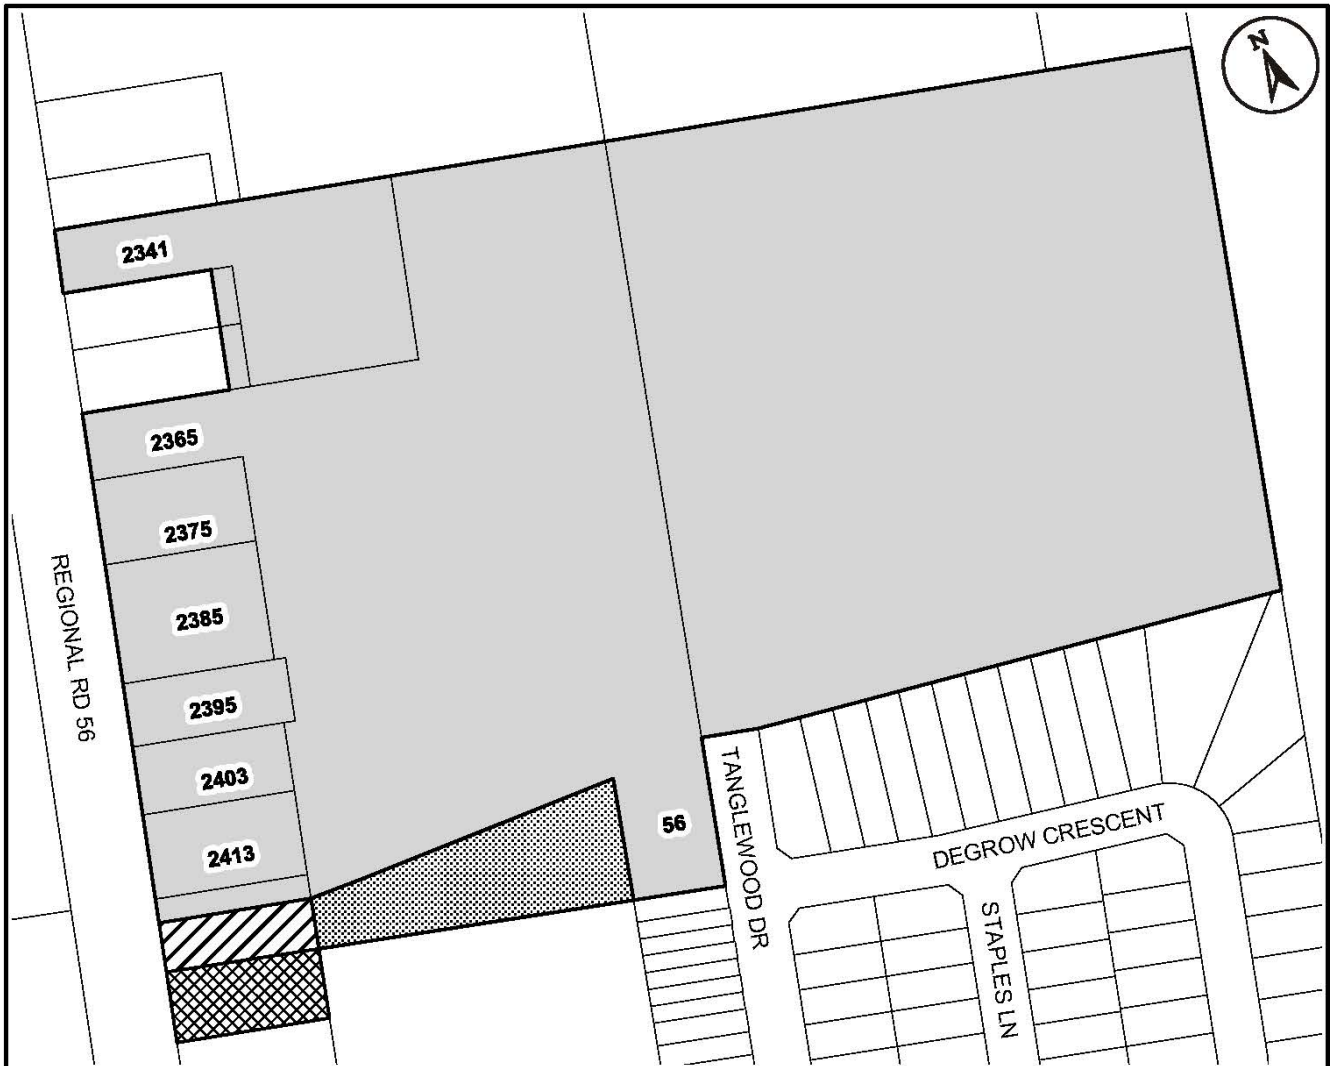 N
2341
2365
2375
2385
REGIONAL RD 56
2395
2403
2413
56
TANGLEWOOD DR
DEGROW CRESCENT
STAPLES LN